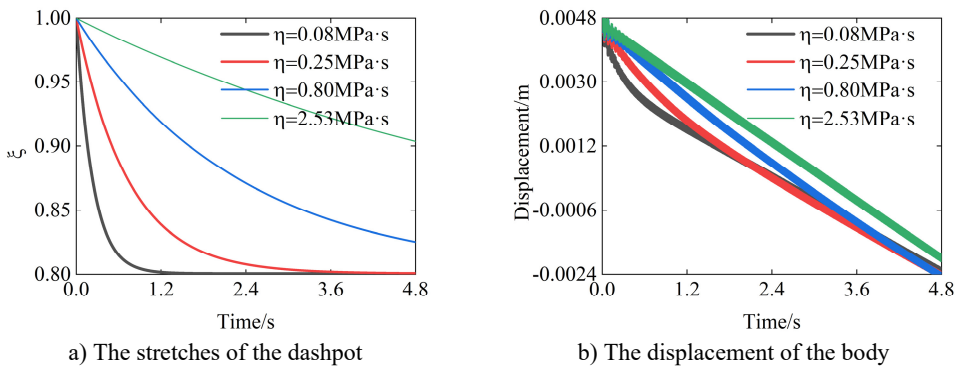 1.00
0.95
0.90
0.85
0.80
ξ
η=0.08MPa·s
η=0.25MPa·s
η=0.80MPa·s
η=2.53MPa·s
0.0 1.2 2.4 3.6 4.8
Time/s
a) The stretches of the dashpot
0.0048
0.0030
0.0012
-0.0006
-0.0024
Displacement/m
η=0.08MPa·s
η=0.25MPa·s
η=0.80MPa·s
η=2.53MPa·s
0.0 1.2 2.4 3.6 4.8
Time/s
b) The displacement of the body